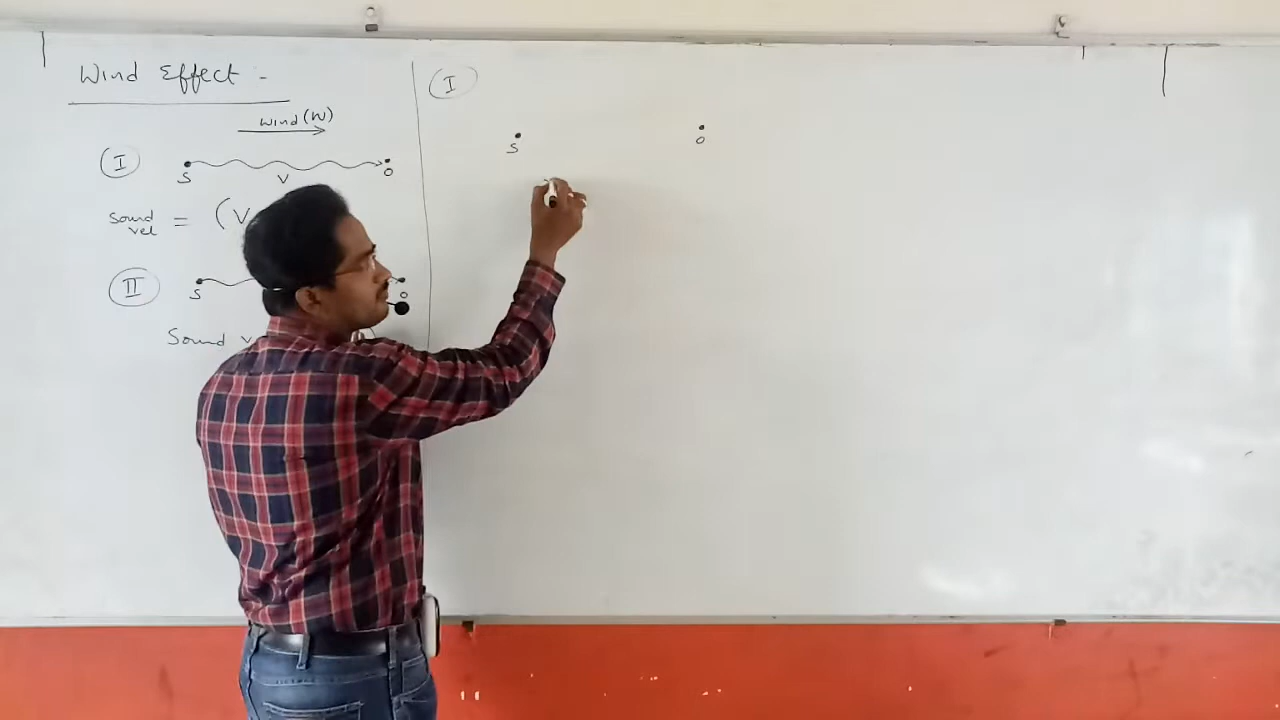 Wind Effect -
Wind (W)
I
S V O
Sound vel = (V
II
S O
Sound v
I
S O